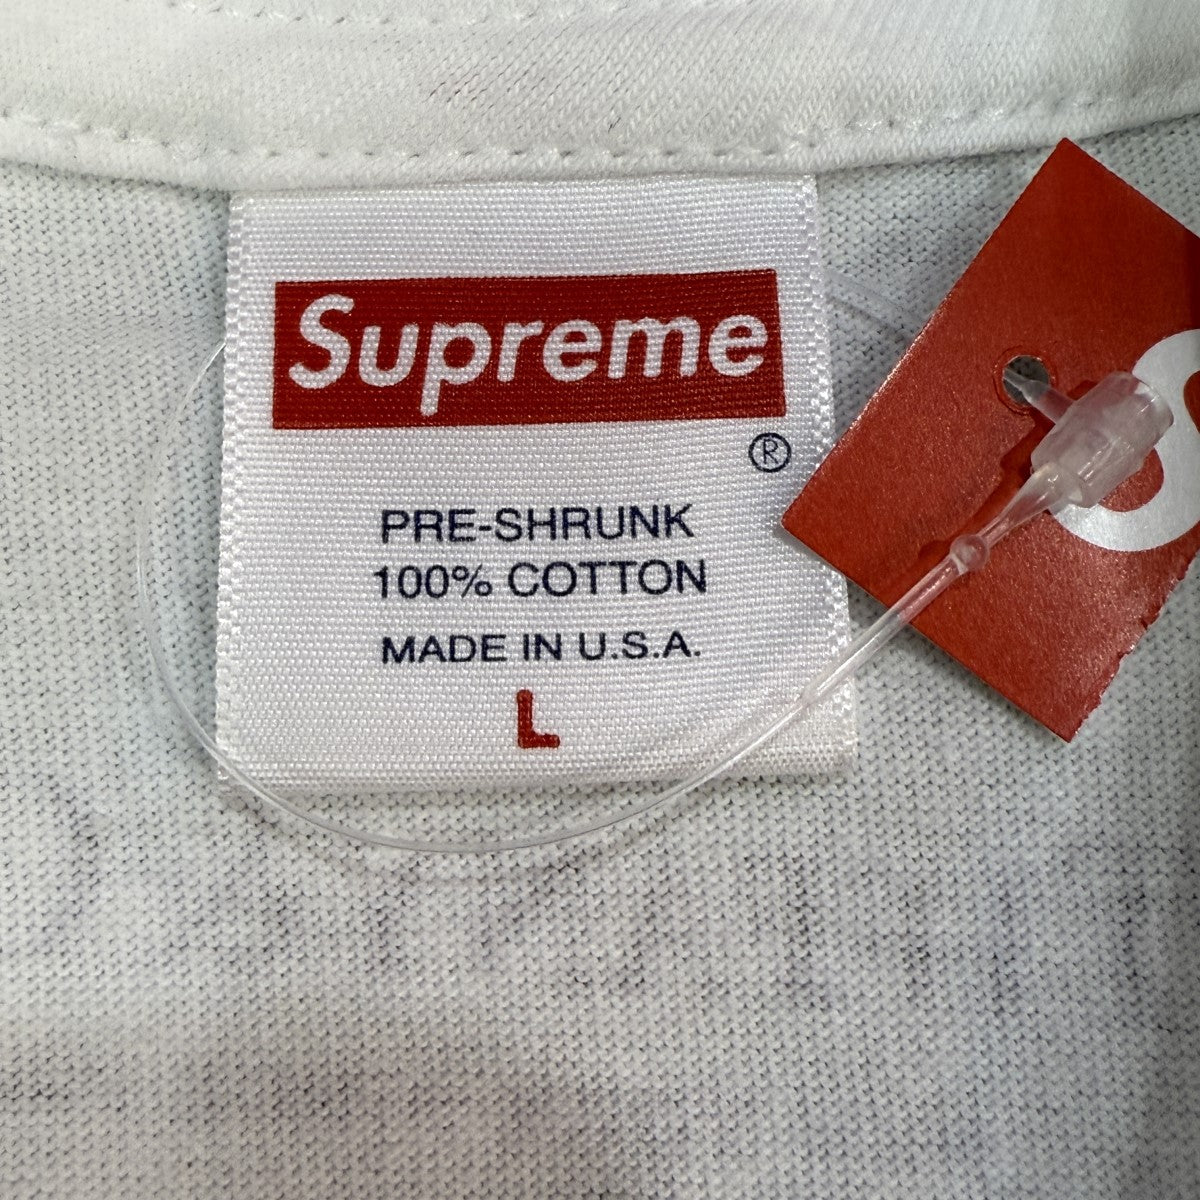 Supreme
®
PRE-SHRUNK
100% COTTON
MADE IN U.S.A.
L
S